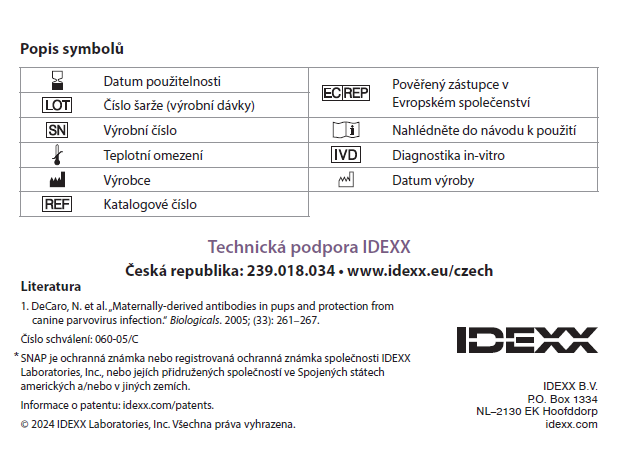 Popis symbolů
Datum použitelnosti
LOT Číslo šarže (výrobní dávky)
SN Výrobní číslo
Teplotní omezení
Výrobce
REF Katalogové číslo
EC REP Pověřený zástupce v
Evropském společenství
Nahlédněte do návodu k použití
IVD Diagnostika in-vitro
Datum výroby
Technická podpora IDEXX
Česká republika: 239.018.034 • www.idexx.eu/czech
Literatura
1. DeCaro, N. et al. „Maternally-derived antibodies in pups and protection from
canine parvovirus infection.“ Biologicals. 2005; (33): 261–267.
Číslo schválení: 060-05/C
* SNAP je ochranná známka nebo registrovaná ochranná známka společnosti IDEXX
Laboratories, Inc., nebo jejích přidružených společností ve Spojených státech
amerických a/nebo v jiných zemích.
Informace o patentu: idexx.com/patents.
© 2024 IDEXX Laboratories, Inc. Všechna práva vyhrazena.
IDEXX
IDEXX B.V.
P.O. Box 1334
NL–2130 EK Hoofddorp
idexx.com